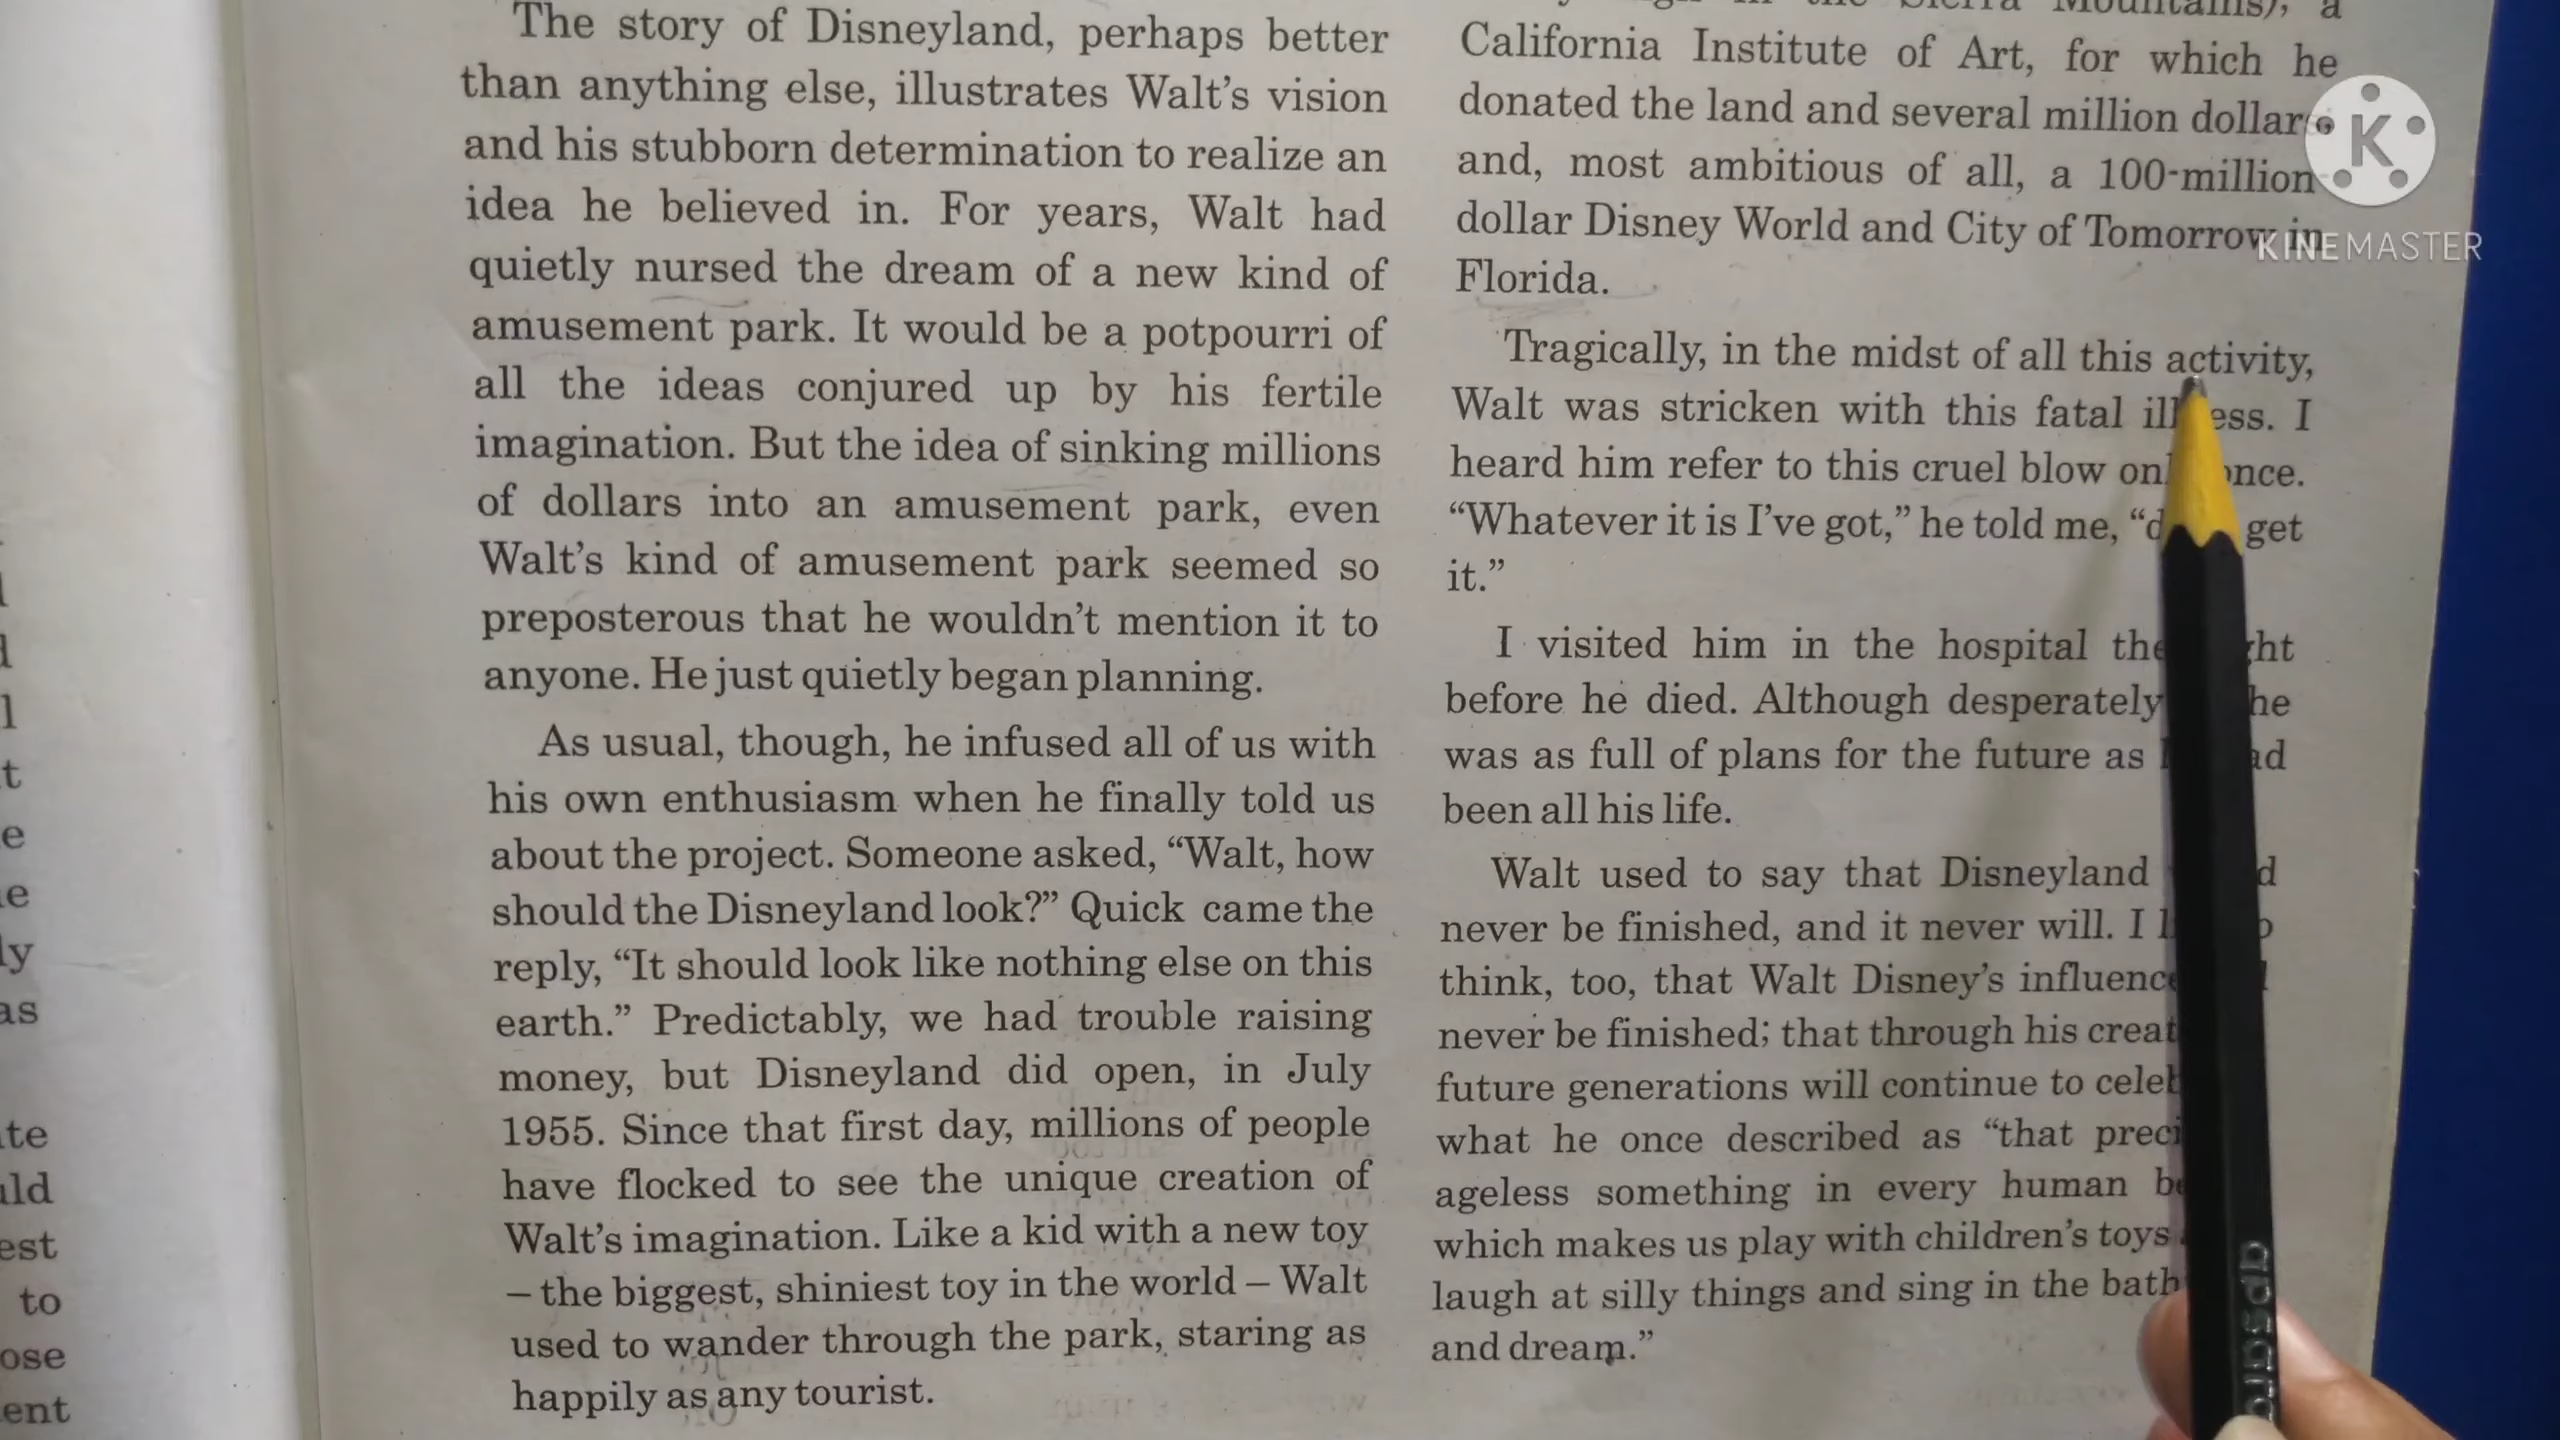 The story of Disneyland, perhaps better
than anything else, illustrates Walt's vision
and his stubborn determination to realize an
idea he believed in. For years, Walt had
quietly nursed the dream of a new kind of
amusement park. It would be a potpourri of
all the ideas conjured up by his fertile
imagination. But the idea of sinking millions
of dollars into an amusement park, even
Walt's kind of amusement park seemed so
preposterous that he wouldn't mention it to
anyone. He just quietly began planning.
As usual, though, he infused all of us with
his own enthusiasm when he finally told us
about the project. Someone asked, “Walt, how
should the Disneyland look?” Quick came the
reply, “It should look like nothing else on this
earth.” Predictably, we had trouble raising
money, but Disneyland did open, in July
1955. Since that first day, millions of people
have flocked to see the unique creation of
Walt's imagination. Like a kid with a new toy
– the biggest, shiniest toy in the world – Walt
used to wander through the park, staring as
happily as any tourist.
in the Sierra Mountains), a
California Institute of Art, for which he
donated the land and several million dollars
and, most ambitious of all, a 100-million
dollar Disney World and City of Tomorrow in
Florida.
Tragically, in the midst of all this activity,
Walt was stricken with this fatal illness. I
heard him refer to this cruel blow only once.
“Whatever it is I've got,” he told me, “ get
it.”
I visited him in the hospital the
before he died. Although desperately he
was as full of plans for the future as
been all his life.
Walt used to say that Disneyland
never be finished, and it never will. I
think, too, that Walt Disney's influence
never be finished; that through his
future generations will continue to
what he once described as “that
ageless something in every human
which makes us play with children's toys
laugh at silly things and sing in the bath
and dream.”
K
KINEMASTER
apsara
l
t
ly
as
to